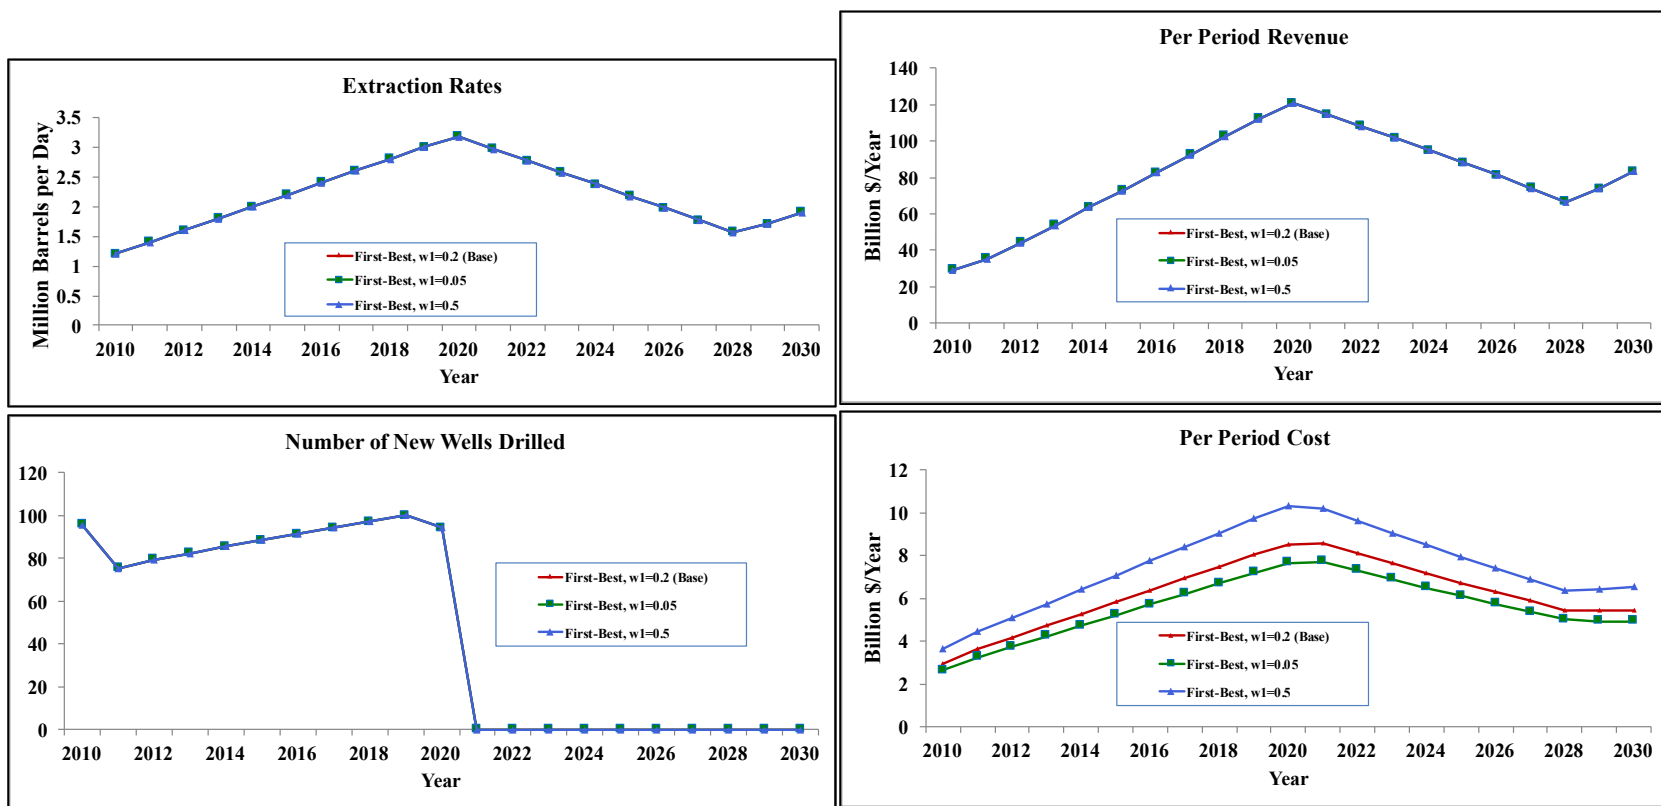 Extraction Rates
Million Barrels per Day
3.5
3
2.5
2
1.5
1
0.5
0
First-Best, w1=0.2 (Base)
First-Best, w1=0.05
First-Best, w1=0.5
2010 2012 2014 2016 2018 2020 2022 2024 2026 2028 2030
Year
Per Period Revenue
Billion $/Year
140
120
100
80
60
40
20
0
First-Best, w1=0.2 (Base)
First-Best, w1=0.05
First-Best, w1=0.5
2010 2012 2014 2016 2018 2020 2022 2024 2026 2028 2030
Year
Number of New Wells Drilled
120
100
80
60
40
20
0
First-Best, w1=0.2 (Base)
First-Best, w1=0.05
First-Best, w1=0.5
2010 2012 2014 2016 2018 2020 2022 2024 2026 2028 2030
Year
Per Period Cost
Billion $/Year
12
10
8
6
4
2
0
First-Best, w1=0.2 (Base)
First-Best, w1=0.05
First-Best, w1=0.5
2010 2012 2014 2016 2018 2020 2022 2024 2026 2028 2030
Year